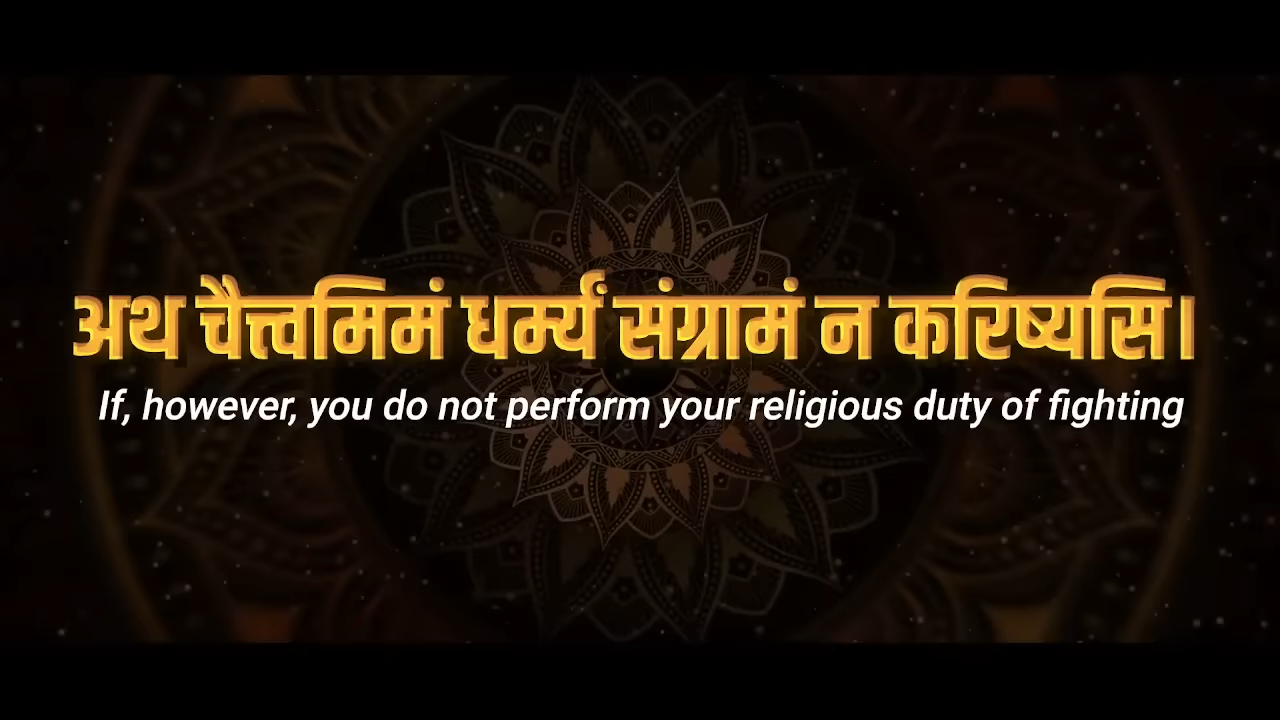 अथ चैत्त्वमिमं धर्म्यं संग्रामं न करिष्यसि।
If, however, you do not perform your religious duty of fighting